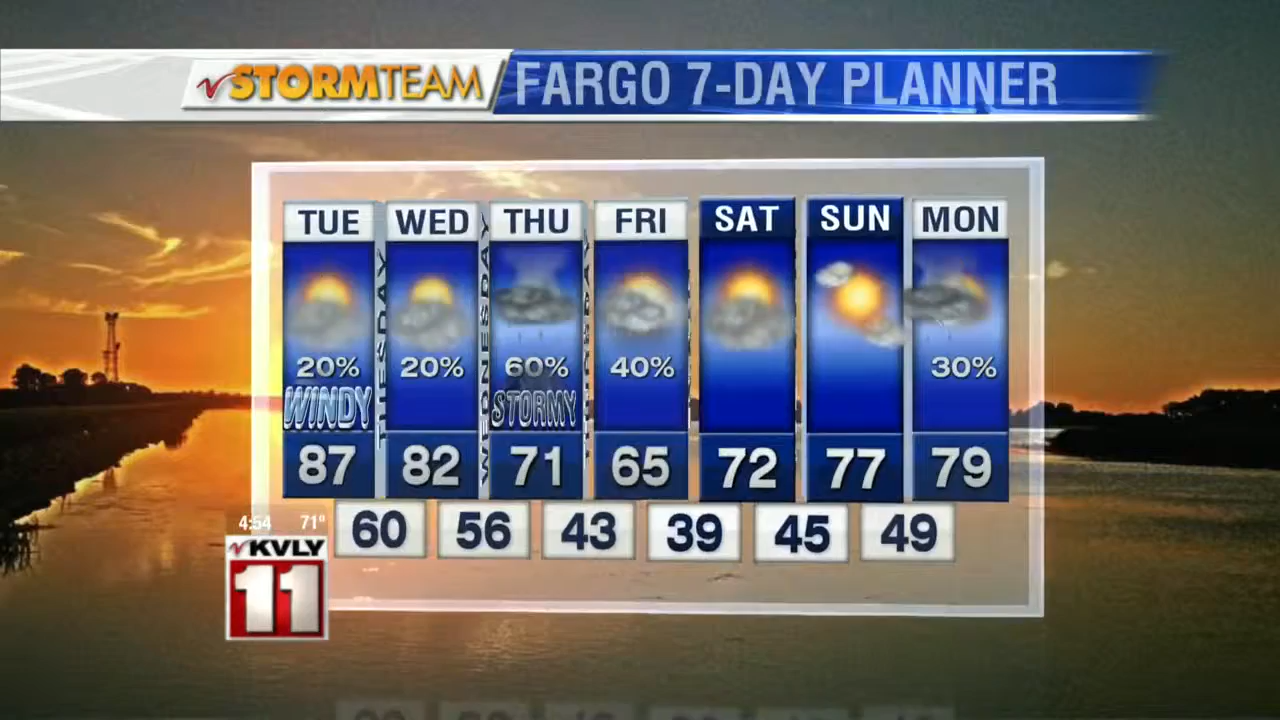 STORMTEAM FARGO 7-DAY PLANNER
TUE WED THU FRI SAT SUN MON
TUESDAY WEDNESDAY THURSDAY
20% 20% 60% 40% 30%
WINDY STORMY
87 82 71 65 72 77 79
60 56 43 39 45 49
4:54 71°
KVLY
11